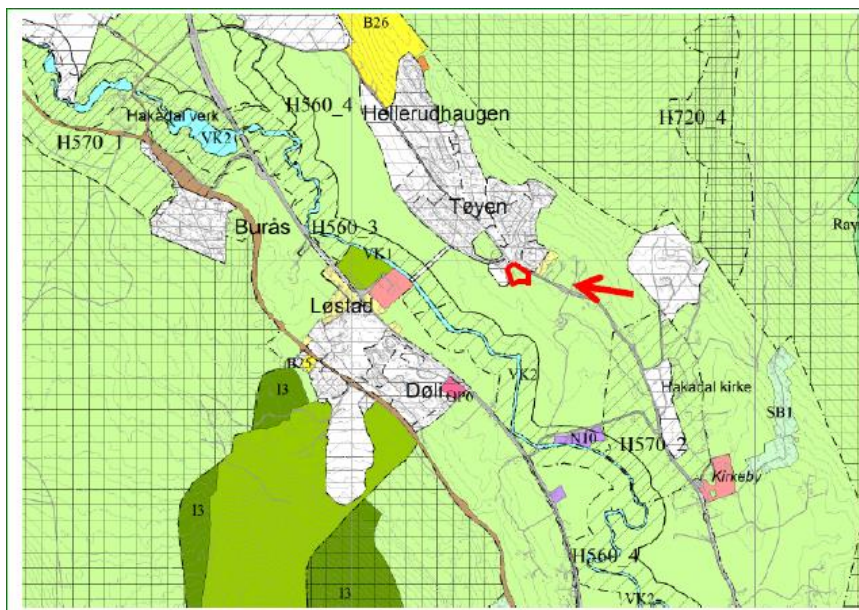 B26
H560_4
Hellerudhaugen
Hakadal verk
VK2
H720_4
H570_1
Tøyen
Burås
H560_3
VK1
Løstad
B25
I3
Døli
VK2
Hakadal kirke
SB1
N10
H570_2
Kirkeby
I3
H560_4
I3
VK2